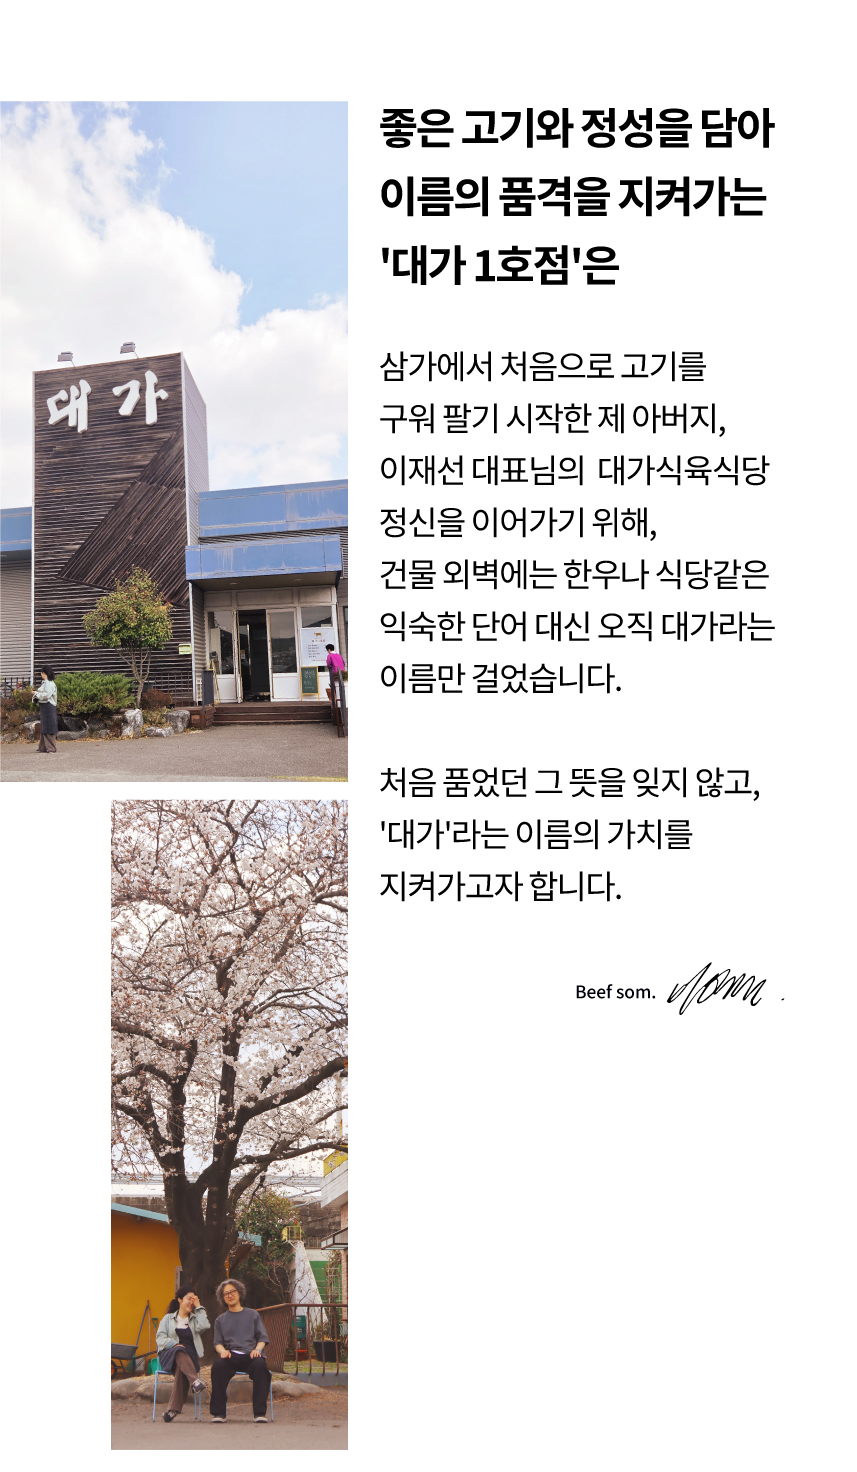 대가
좋은 고기와 정성을 담아
이름의 품격을 지켜가는
'대가 1호점'은
삼가에서 처음으로 고기를
구워 팔기 시작한 제 아버지,
이재선 대표님의 대가식육식당
정신을 이어가기 위해,
건물 외벽에는 한우나 식당같은
익숙한 단어 대신 오직 대가라는
이름만 걸었습니다.
처음 품었던 그 뜻을 잊지 않고,
'대가'라는 이름의 가치를
지켜가고자 합니다.
Beef som.